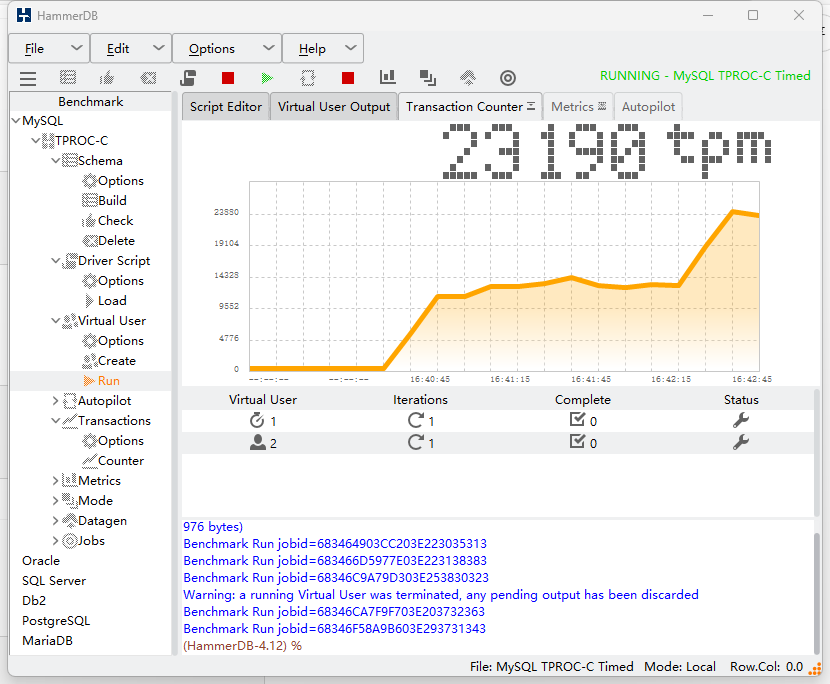 HammerDB
File Edit Options Help
RUNNING - MySQL TPROC-C Timed
Benchmark
MySQL
TPROC-C
Schema
Options
Build
Check
Delete
Driver Script
Options
Load
Virtual User
Options
Create
Run
Autopilot
Transactions
Options
Counter
Metrics
Mode
Datagen
Jobs
Oracle
SQL Server
Db2
PostgreSQL
MariaDB
Script Editor Virtual User Output Transaction Counter Metrics Autopilot
23190 tpm
23880
19104
14328
9552
4776
0
--:--:-- --:--:-- 16:40:45 16:41:15 16:41:45 16:42:15 16:42:45
Virtual User Iterations Complete Status
1 1 0
2 1 0
976 bytes)
Benchmark Run jobid=683464903CC203E223035313
Benchmark Run jobid=683466D5977E03E223138383
Benchmark Run jobid=68346C9A79D303E253830323
Warning: a running Virtual User was terminated, any pending output has been discarded
Benchmark Run jobid=68346CA7F9F703E203732363
Benchmark Run jobid=68346F58A9B603E293731343
(HammerDB-4.12) %
File: MySQL TPROC-C Timed Mode: Local Row.Col: 0.0